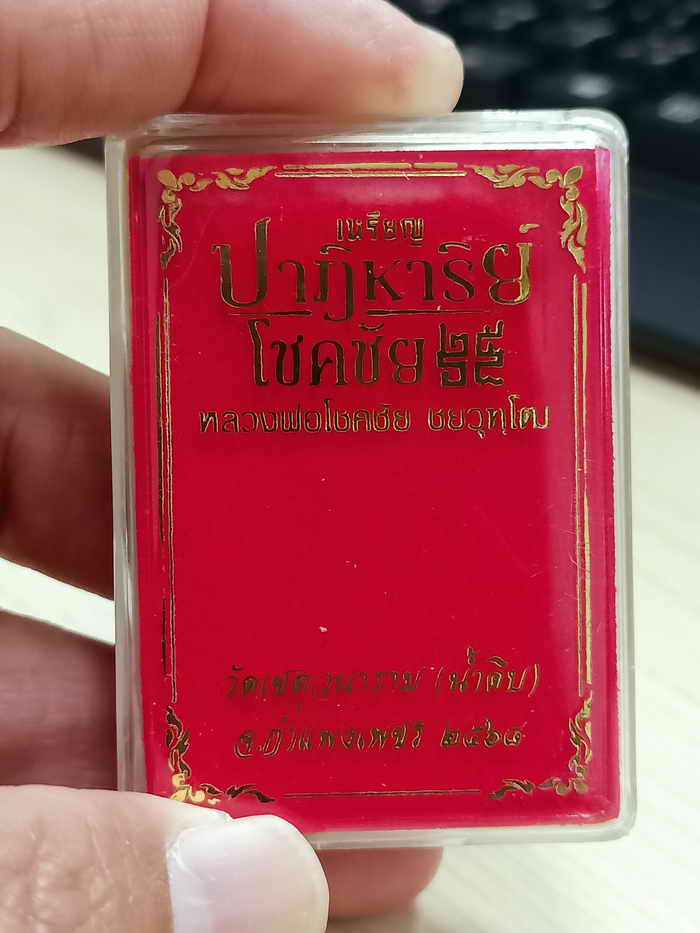 เหรียญ
ปาฏิหาริย์
โชคชัย
หลวงพ่อโชคชัย ชยวุฑฺโฒ
วัดเชตุวนาราม (น้ำดิบ)
จ.กำแพงเพชร ๒๕๖๘